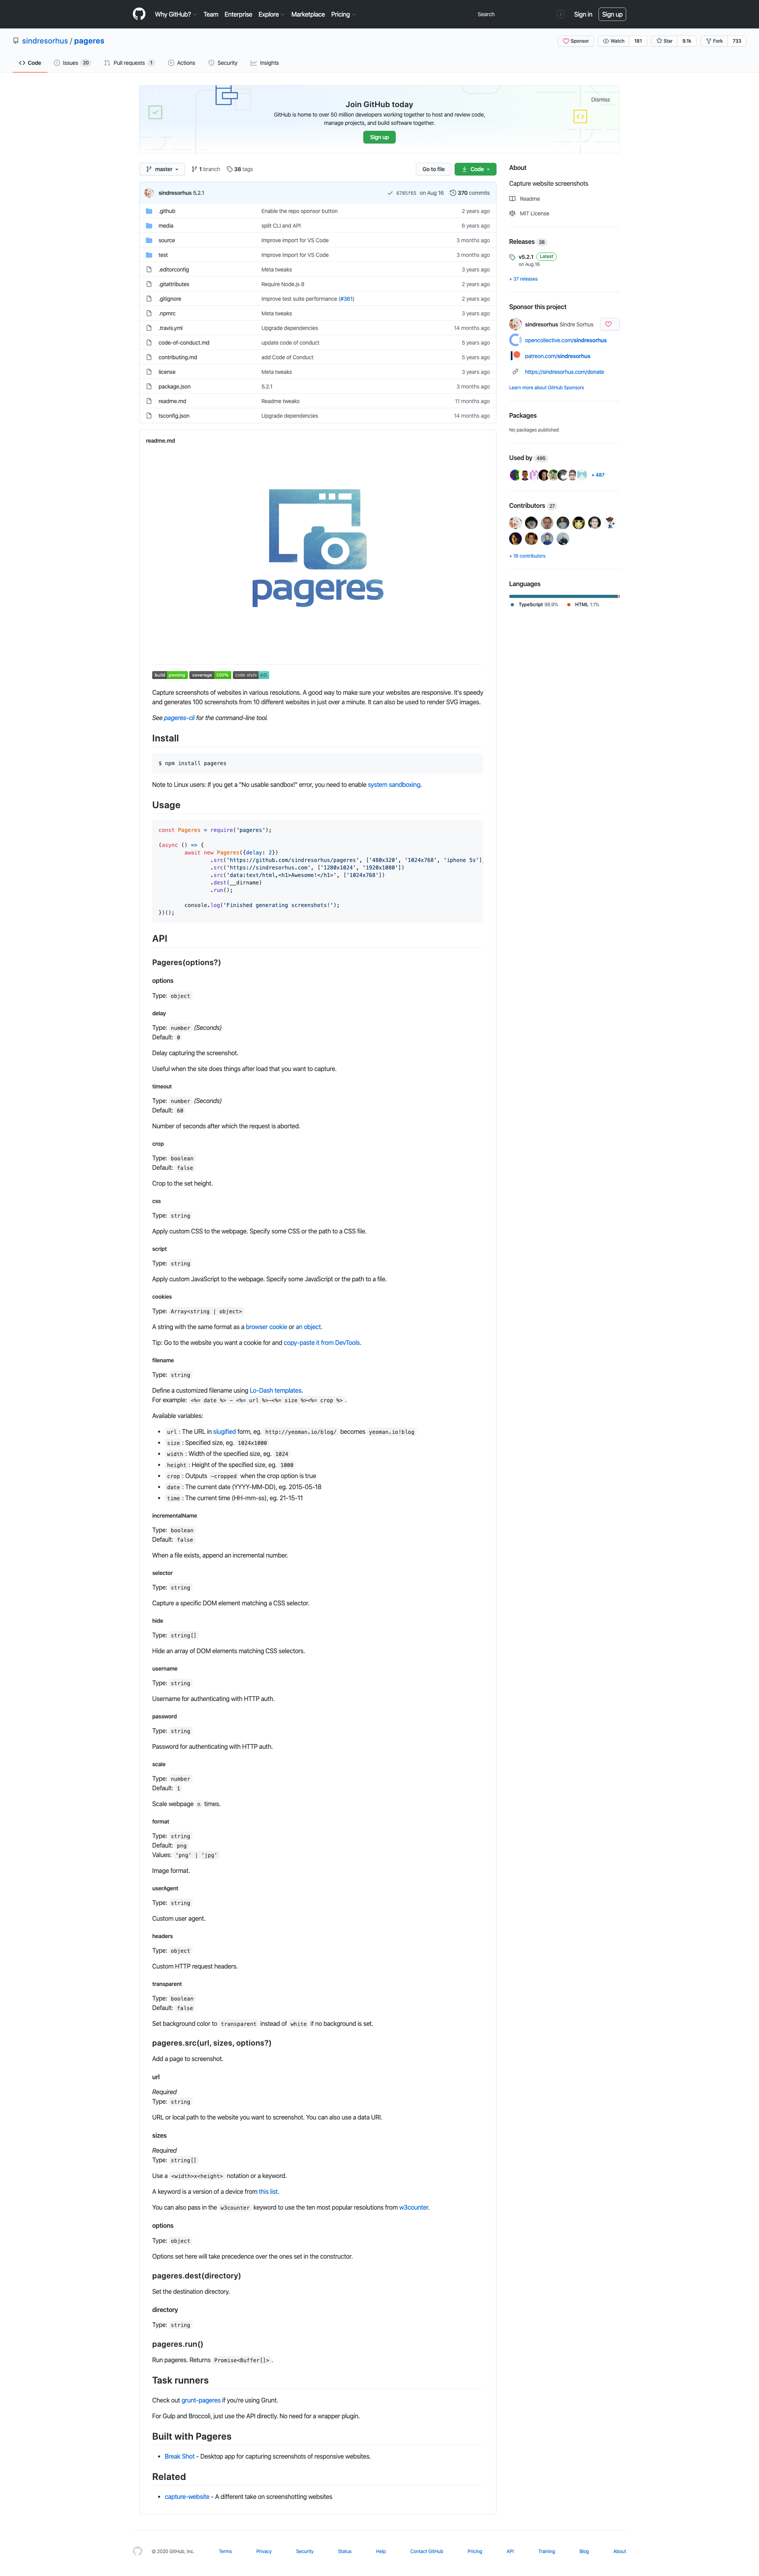 Why GitHub? Team Enterprise Explore Marketplace Pricing Search / Sign in Sign up
sindresorhus / pageres
Sponsor Watch 181 Star 9.1k Fork 733
Code Issues 20 Pull requests 1 Actions Security Insights
Dismiss
Join GitHub today
GitHub is home to over 50 million developers working together to host and review code,
manage projects, and build software together.
Sign up
master 1 branch 38 tags Go to file Code
sindresorhus 5.2.1 6785f65 on Aug 16 370 commits
.github Enable the repo sponsor button 2 years ago
media split CLI and API 6 years ago
source Improve import for VS Code 3 months ago
test Improve import for VS Code 3 months ago
.editorconfig Meta tweaks 3 years ago
.gitattributes Require Node.js 8 2 years ago
.gitignore Improve test suite performance (#361) 2 years ago
.npmrc Meta tweaks 3 years ago
.travis.yml Upgrade dependencies 14 months ago
code-of-conduct.md update code of conduct 5 years ago
contributing.md add Code of Conduct 5 years ago
license Meta tweaks 3 years ago
package.json 5.2.1 3 months ago
readme.md Readme tweaks 11 months ago
tsconfig.json Upgrade dependencies 14 months ago
About
Capture website screenshots
Readme
MIT License
Releases 38
v5.2.1 Latest
on Aug 16
+ 37 releases
Sponsor this project
sindresorhus Sindre Sorhus
opencollective.com/sindresorhus
patreon.com/sindresorhus
https://sindresorhus.com/donate
Learn more about GitHub Sponsors
Packages
No packages published
Used by 495
+ 487
Contributors 27
+ 16 contributors
Languages
TypeScript 98.9% HTML 1.1%
readme.md
pageres
build passing coverage 100% code style XO
Capture screenshots of websites in various resolutions. A good way to make sure your websites are responsive. It's speedy
and generates 100 screenshots from 10 different websites in just over a minute. It can also be used to render SVG images.
See pageres-cli for the command-line tool.
Install
$ npm install pageres
Note to Linux users: If you get a "No usable sandbox!" error, you need to enable system sandboxing.
Usage
const Pageres = require('pageres');
(async () => {
await new Pageres({delay: 2})
.src('https://github.com/sindresorhus/pageres', ['480x320', '1024x768', 'iphone 5s']
.src('https://sindresorhus.com', ['1280x1024', '1920x1080'])
.src('data:text/html,<h1>Awesome!</h1>', ['1024x768'])
.dest(__dirname)
.run();
console.log('Finished generating screenshots!');
})();
API
Pageres(options?)
options
Type: object
delay
Type: number (Seconds)
Default: 0
Delay capturing the screenshot.
Useful when the site does things after load that you want to capture.
timeout
Type: number (Seconds)
Default: 60
Number of seconds after which the request is aborted.
crop
Type: boolean
Default: false
Crop to the set height.
css
Type: string
Apply custom CSS to the webpage. Specify some CSS or the path to a CSS file.
script
Type: string
Apply custom JavaScript to the webpage. Specify some JavaScript or the path to a file.
cookies
Type: Array<string | object>
A string with the same format as a browser cookie or an object.
Tip: Go to the website you want a cookie for and copy-paste it from DevTools.
filename
Type: string
Define a customized filename using Lo-Dash templates.
For example: <%= date %> - <%= url %>-<%= size %><%= crop %> .
Available variables:
• url : The URL in slugified form, eg. http://yeoman.io/blog/ becomes yeoman.io!blog
• size : Specified size, eg. 1024x1000
• width : Width of the specified size, eg. 1024
• height : Height of the specified size, eg. 1000
• crop : Outputs -cropped when the crop option is true
• date : The current date (YYYY-MM-DD), eg. 2015-05-18
• time : The current time (HH-mm-ss), eg. 21-15-11
incrementalName
Type: boolean
Default: false
When a file exists, append an incremental number.
selector
Type: string
Capture a specific DOM element matching a CSS selector.
hide
Type: string[]
Hide an array of DOM elements matching CSS selectors.
username
Type: string
Username for authenticating with HTTP auth.
password
Type: string
Password for authenticating with HTTP auth.
scale
Type: number
Default: 1
Scale webpage n times.
format
Type: string
Default: png
Values: 'png' | 'jpg'
Image format.
userAgent
Type: string
Custom user agent.
headers
Type: object
Custom HTTP request headers.
transparent
Type: boolean
Default: false
Set background color to transparent instead of white if no background is set.
pageres.src(url, sizes, options?)
Add a page to screenshot.
url
Required
Type: string
URL or local path to the website you want to screenshot. You can also use a data URI.
sizes
Required
Type: string[]
Use a <width>x<height> notation or a keyword.
A keyword is a version of a device from this list.
You can also pass in the w3counter keyword to use the ten most popular resolutions from w3counter.
options
Type: object
Options set here will take precedence over the ones set in the constructor.
pageres.dest(directory)
Set the destination directory.
directory
Type: string
pageres.run()
Run pageres. Returns Promise<Buffer[]> .
Task runners
Check out grunt-pageres if you're using Grunt.
For Gulp and Broccoli, just use the API directly. No need for a wrapper plugin.
Built with Pageres
• Break Shot - Desktop app for capturing screenshots of responsive websites.
Related
• capture-website - A different take on screenshotting websites
© 2020 GitHub, Inc. Terms Privacy Security Status Help Contact GitHub Pricing API Training Blog About